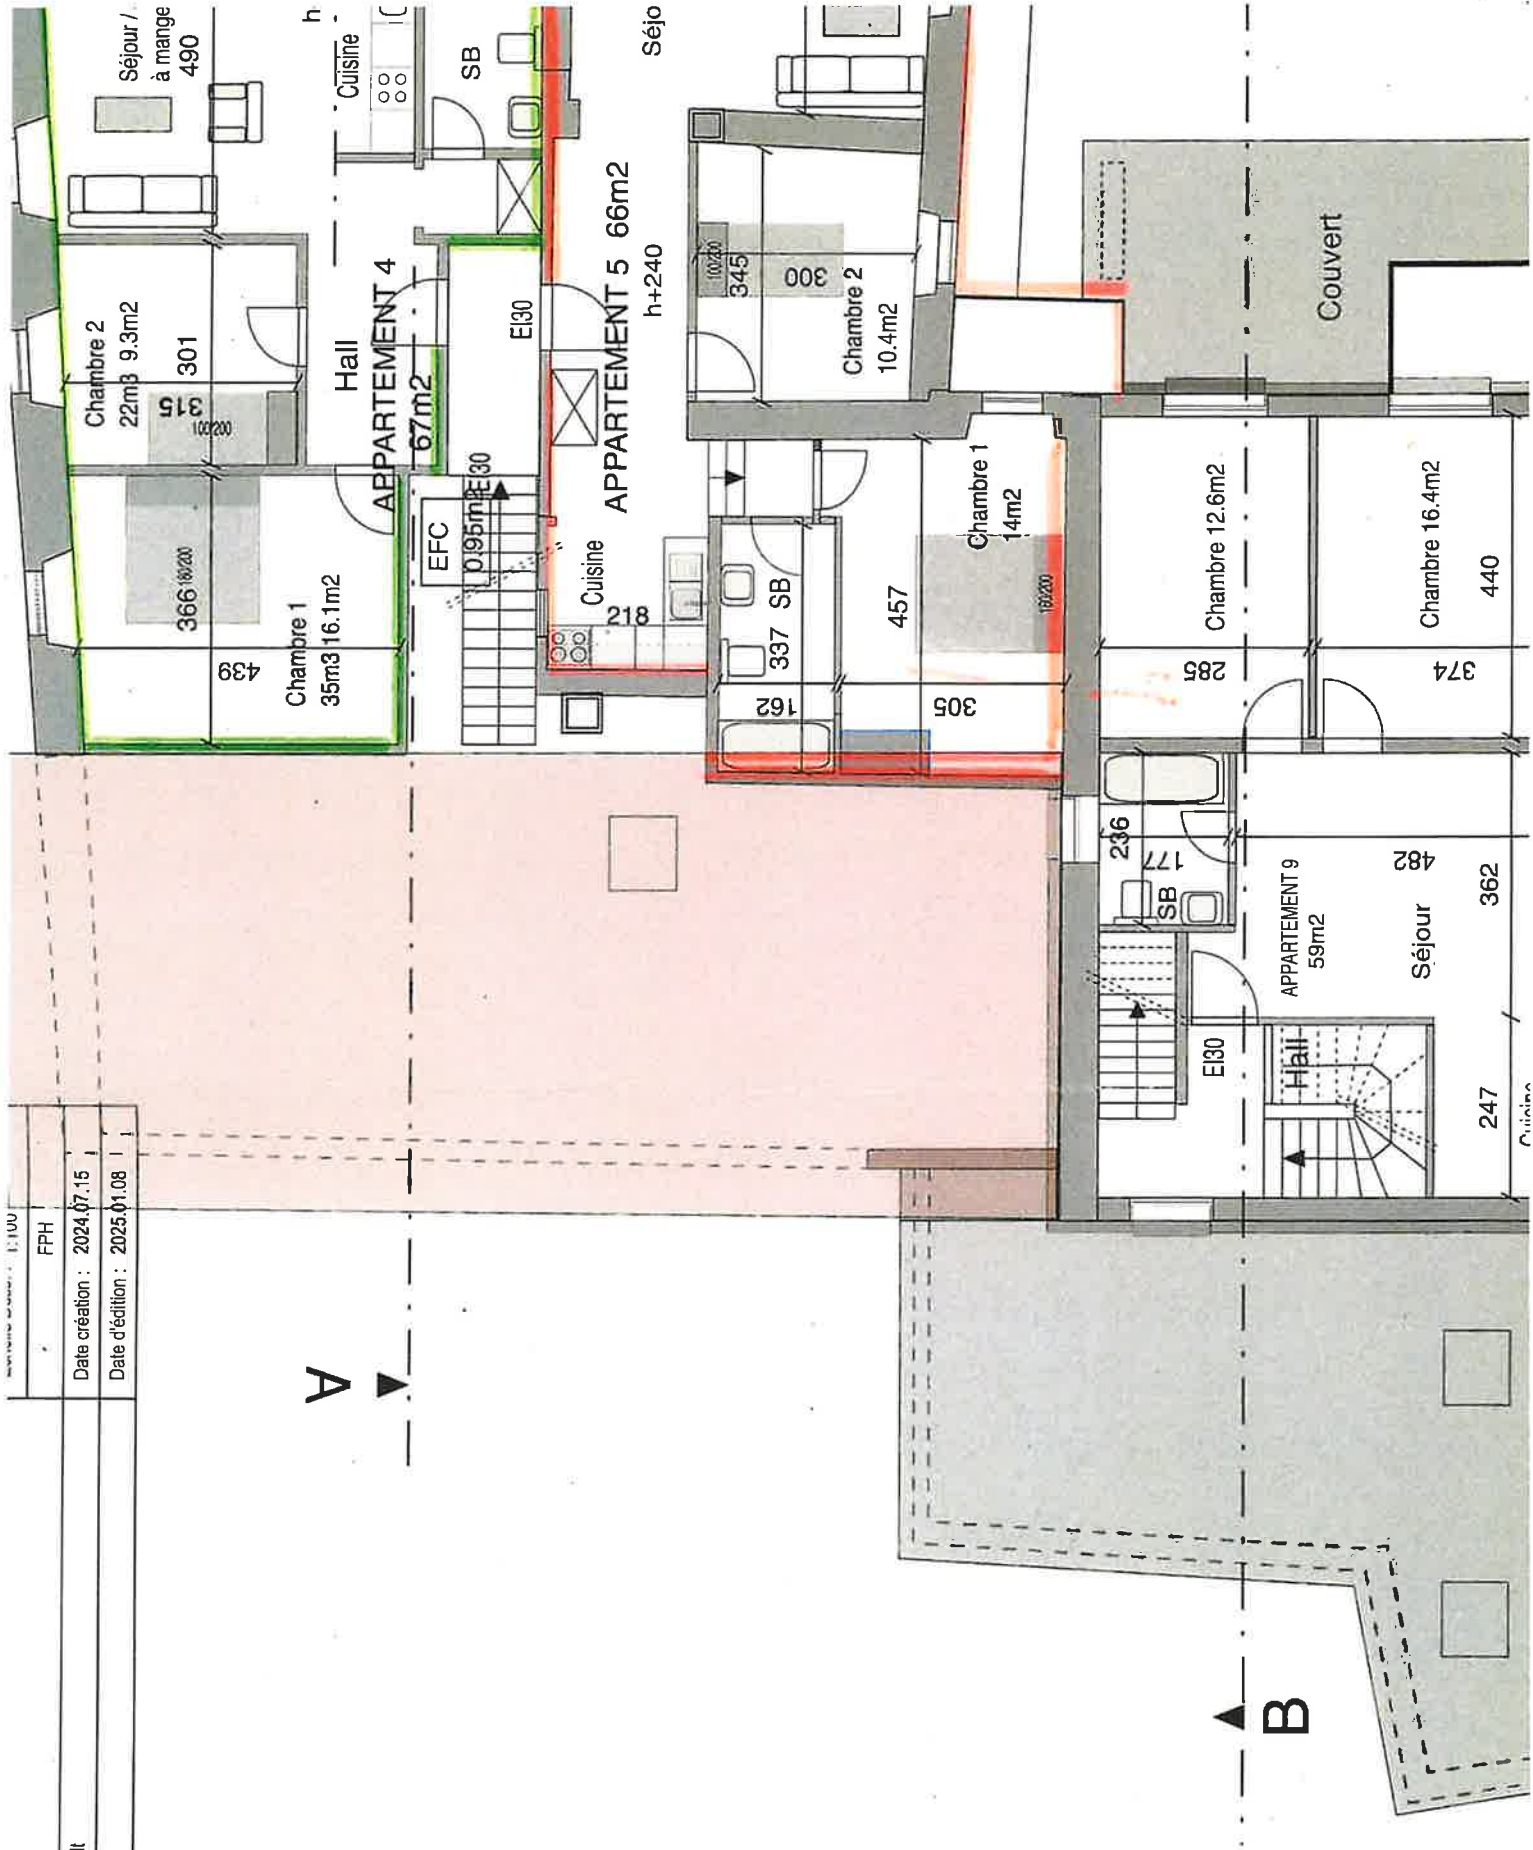 Séjour /
à mange
490
h
Cuisine
SB
Séjo
Chambre 2
22m3 9.3m2
301
315
100/200
Hall
APPARTEMENT 4
67m2
EI30
APPARTEMENT 5 66m2
h+240
100/200
345
300
Chambre 2
10.4m2
Couvert
366
180/200
439
Chambre 1
35m3 16.1m2
EFC
0.95m2
EI30
Cuisine
218
SB
337
162
457
305
Chambre 1
14m2
180/200
Chambre 12.6m2
285
Chambre 16.4m2
440
374
236
177
SB
APPARTEMENT 9
59m2
482
362
Séjour
EI30
Hall
247
Cuisine
1:100
FPH
Date création : 2024.07.15
Date d'édition : 2025.01.08
lt
A
B